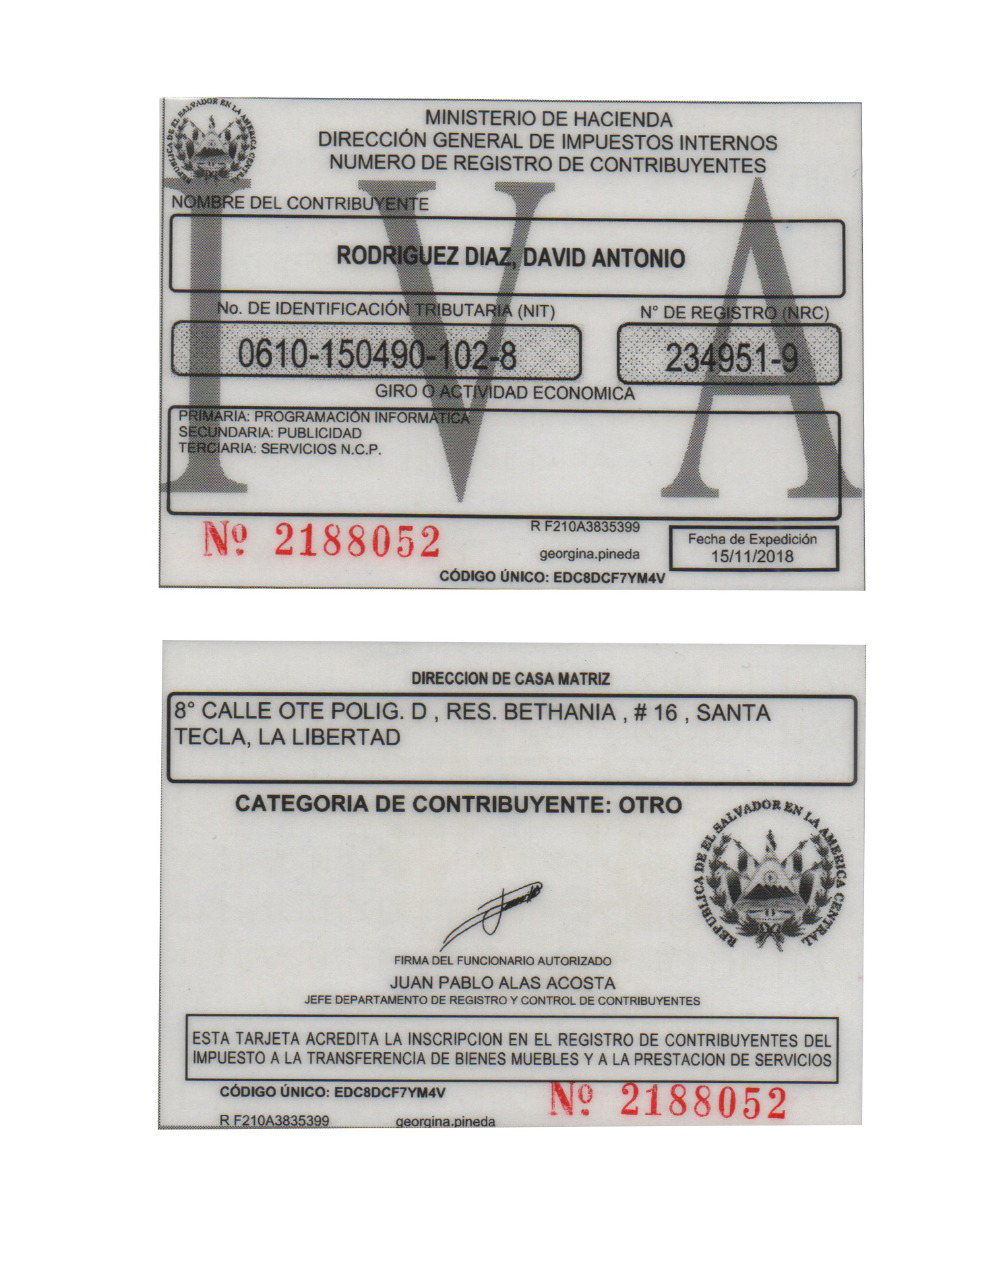 REPUBLICA DE EL SALVADOR EN LA AMERICA CENTRAL
MINISTERIO DE HACIENDA
DIRECCIÓN GENERAL DE IMPUESTOS INTERNOS
NUMERO DE REGISTRO DE CONTRIBUYENTES
IVA
NOMBRE DEL CONTRIBUYENTE
RODRIGUEZ DIAZ, DAVID ANTONIO
No. DE IDENTIFICACIÓN TRIBUTARIA (NIT) N° DE REGISTRO (NRC)
0610-150490-102-8 234951-9
GIRO O ACTIVIDAD ECONOMICA
PRIMARIA: PROGRAMACIÓN INFORMÁTICA
SECUNDARIA: PUBLICIDAD
TERCIARIA: SERVICIOS N.C.P.
Nº 2188052
R F210A3835399
georgina.pineda
Fecha de Expedición
15/11/2018
CÓDIGO ÚNICO: EDC8DCF7YM4V
DIRECCION DE CASA MATRIZ
8° CALLE OTE POLIG. D , RES. BETHANIA , # 16 , SANTA
TECLA, LA LIBERTAD
CATEGORIA DE CONTRIBUYENTE: OTRO
REPUBLICA DE EL SALVADOR EN LA AMERICA CENTRAL
FIRMA DEL FUNCIONARIO AUTORIZADO
JUAN PABLO ALAS ACOSTA
JEFE DEPARTAMENTO DE REGISTRO Y CONTROL DE CONTRIBUYENTES
ESTA TARJETA ACREDITA LA INSCRIPCION EN EL REGISTRO DE CONTRIBUYENTES DEL
IMPUESTO A LA TRANSFERENCIA DE BIENES MUEBLES Y A LA PRESTACION DE SERVICIOS
CÓDIGO ÚNICO: EDC8DCF7YM4V
Nº 2188052
R F210A3835399 georgina.pineda